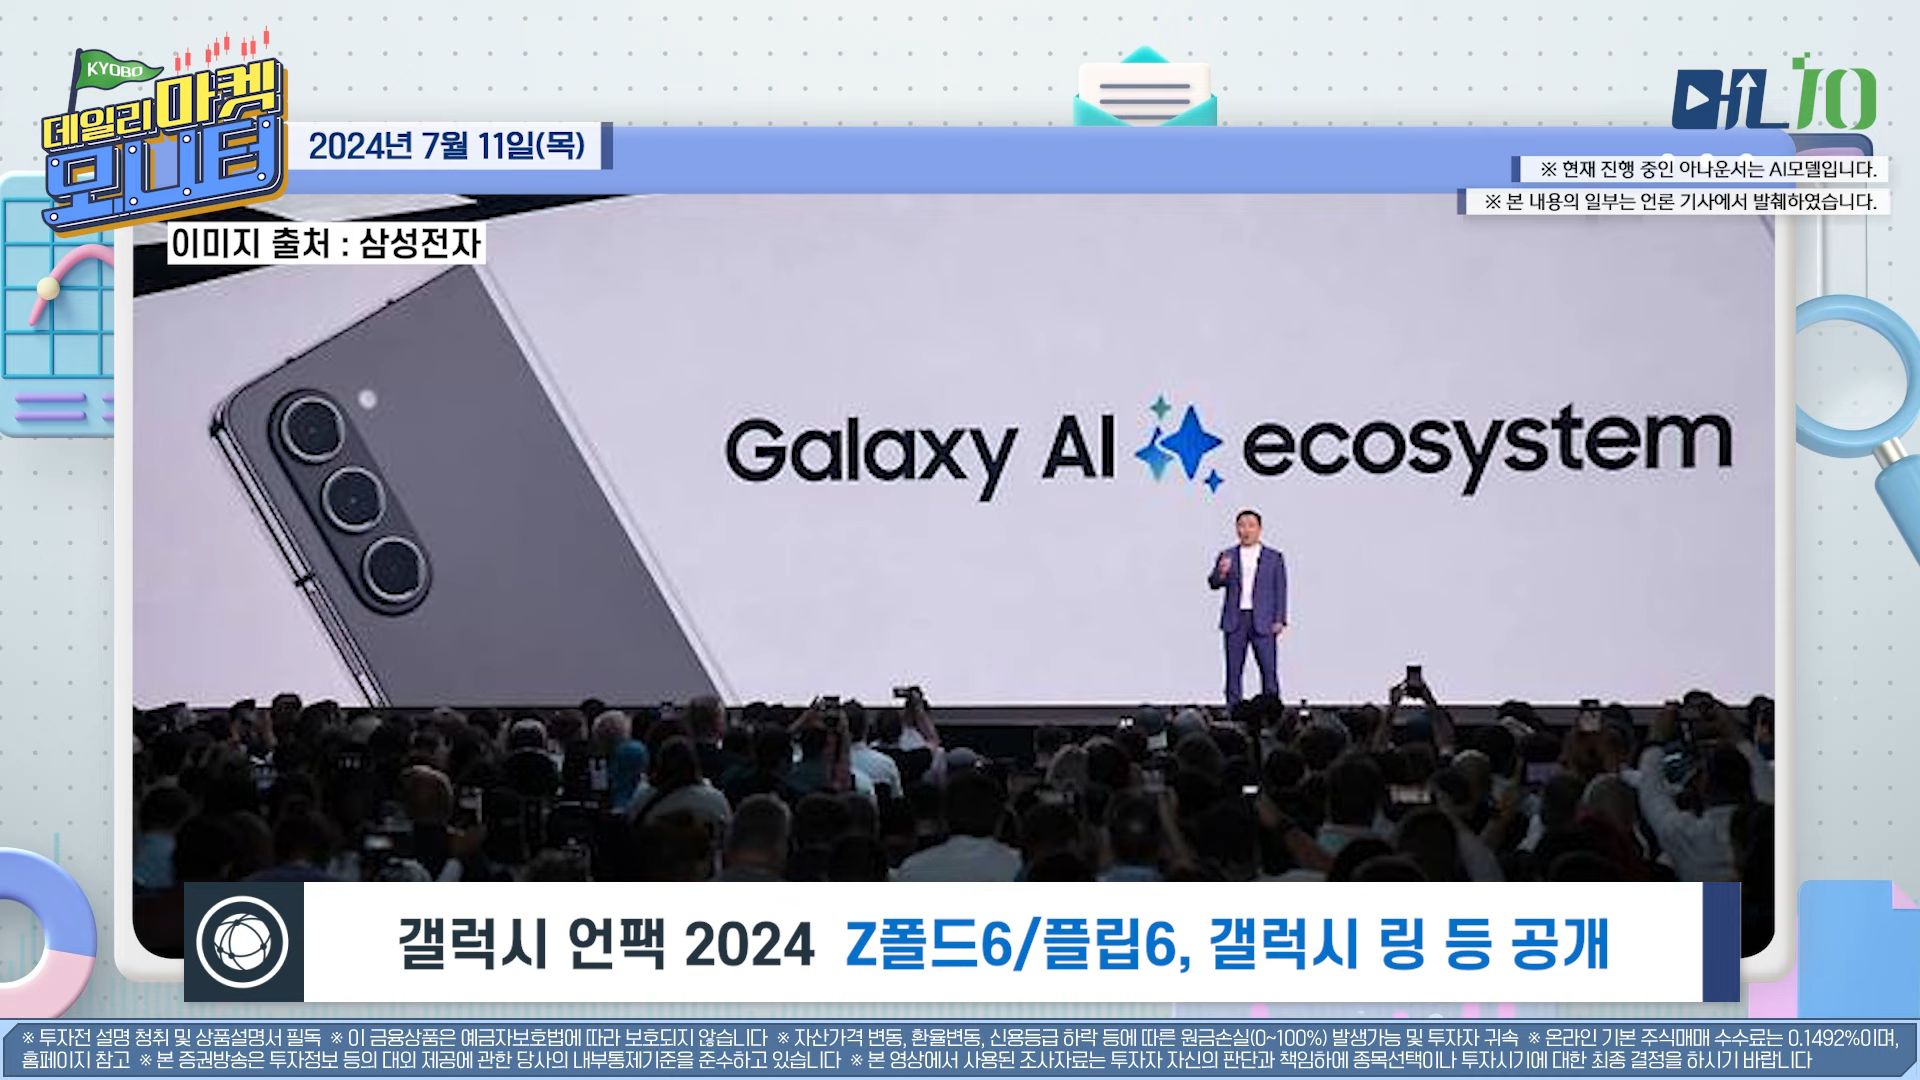 KYOBO
데일리 마켓
모니터
2024년 7월 11일(목)
10
※ 현재 진행 중인 아나운서는 AI모델입니다.
※ 본 내용의 일부는 언론 기사에서 발췌하였습니다.
이미지 출처 : 삼성전자
Galaxy AI ecosystem
갤럭시 언팩 2024 Z폴드6/플립6, 갤럭시 링 등 공개
※ 투자전 설명 청취 및 상품설명서 필독 ※ 이 금융상품은 예금자보호법에 따라 보호되지 않습니다 ※ 자산가격 변동, 환율변동, 신용등급 하락 등에 따른 원금손실(0~100%) 발생가능 및 투자자 귀속 ※ 온라인 기본 주식매매 수수료는 0.1492%이며,
홈페이지 참고 ※ 본 증권방송은 투자정보 등의 대외 제공에 관한 당사의 내부통제기준을 준수하고 있습니다 ※ 본 영상에서 사용된 조사자료는 투자자 자신의 판단과 책임하에 종목선택이나 투자시기에 대한 최종 결정을 하시기 바랍니다